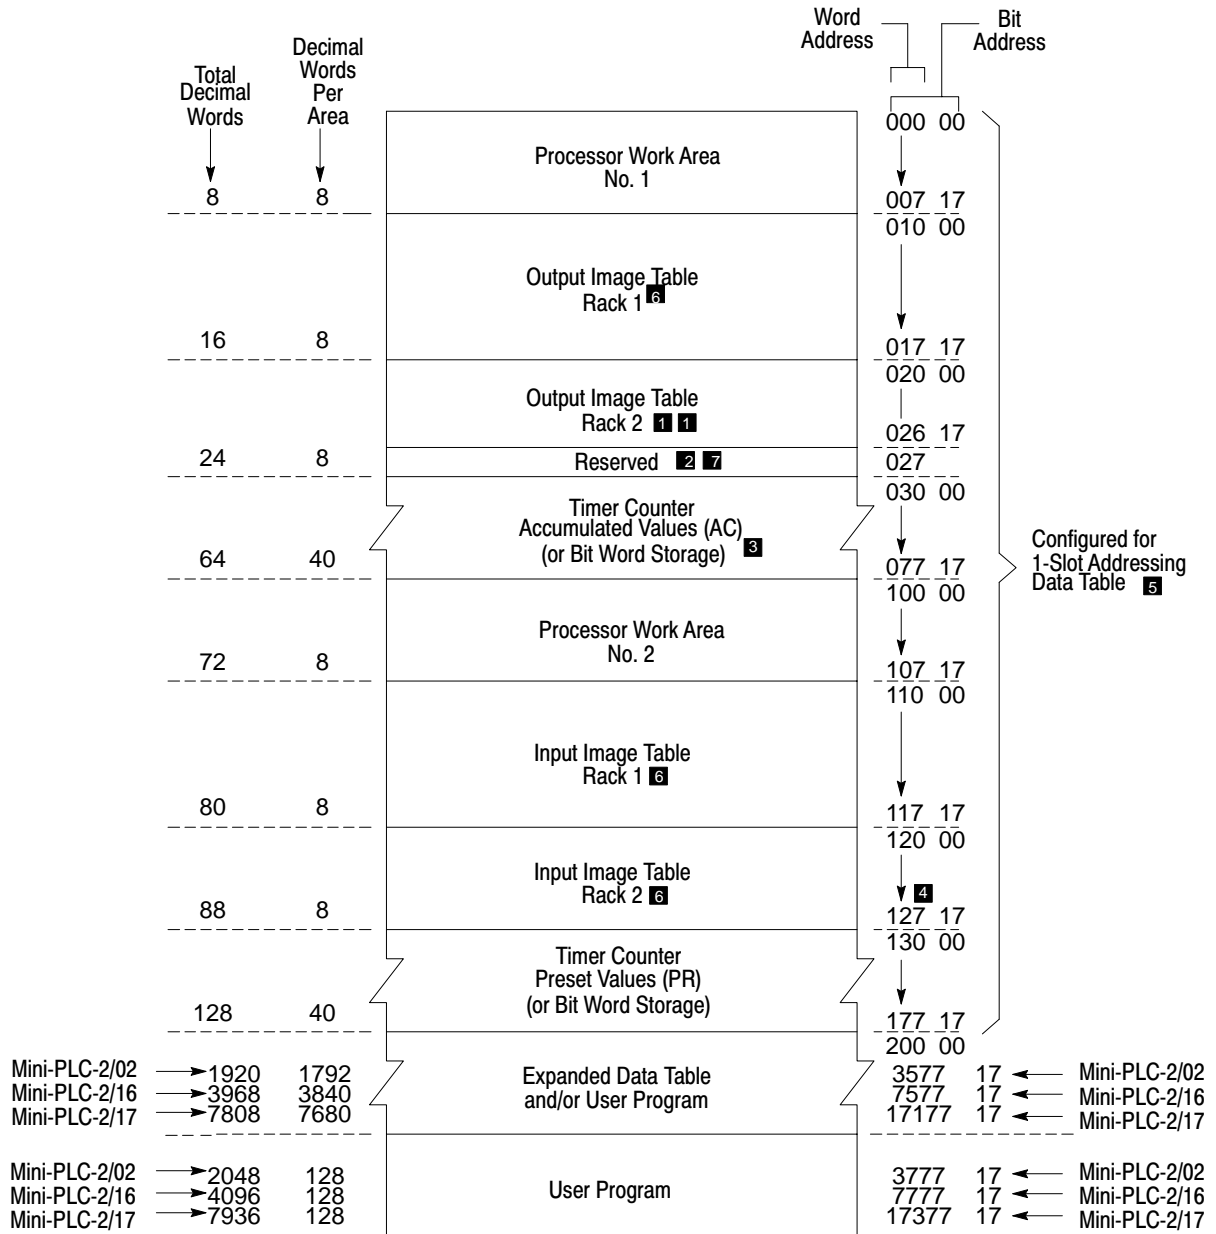 Word
Address
Bit
Address
Total
Decimal
Words
Decimal
Words
Per
Area
000 00
Processor Work Area
No. 1
8 8
007 17
010 00
Output Image Table
Rack 1 6
16 8
017 17
020 00
Output Image Table
Rack 2 1 1
026 17
24 8
Reserved 2 7
027
030 00
Timer Counter
Accumulated Values (AC)
(or Bit Word Storage) 3
64 40
077 17
100 00
Configured for
1-Slot Addressing
Data Table 5
Processor Work Area
No. 2
72 8
107 17
110 00
Input Image Table
Rack 1 6
80 8
117 17
120 00
Input Image Table
Rack 2 6
4
88 8
127 17
130 00
Timer Counter
Preset Values (PR)
(or Bit Word Storage)
128 40
177 17
200 00
Mini-PLC-2/02 1920 1792
Mini-PLC-2/16 3968 3840
Mini-PLC-2/17 7808 7680
Expanded Data Table
and/or User Program
3577 17 Mini-PLC-2/02
7577 17 Mini-PLC-2/16
17177 17 Mini-PLC-2/17
Mini-PLC-2/02 2048 128
Mini-PLC-2/16 4096 128
Mini-PLC-2/17 7936 128
User Program
3777 17 Mini-PLC-2/02
7777 17 Mini-PLC-2/16
17377 17 Mini-PLC-2/17